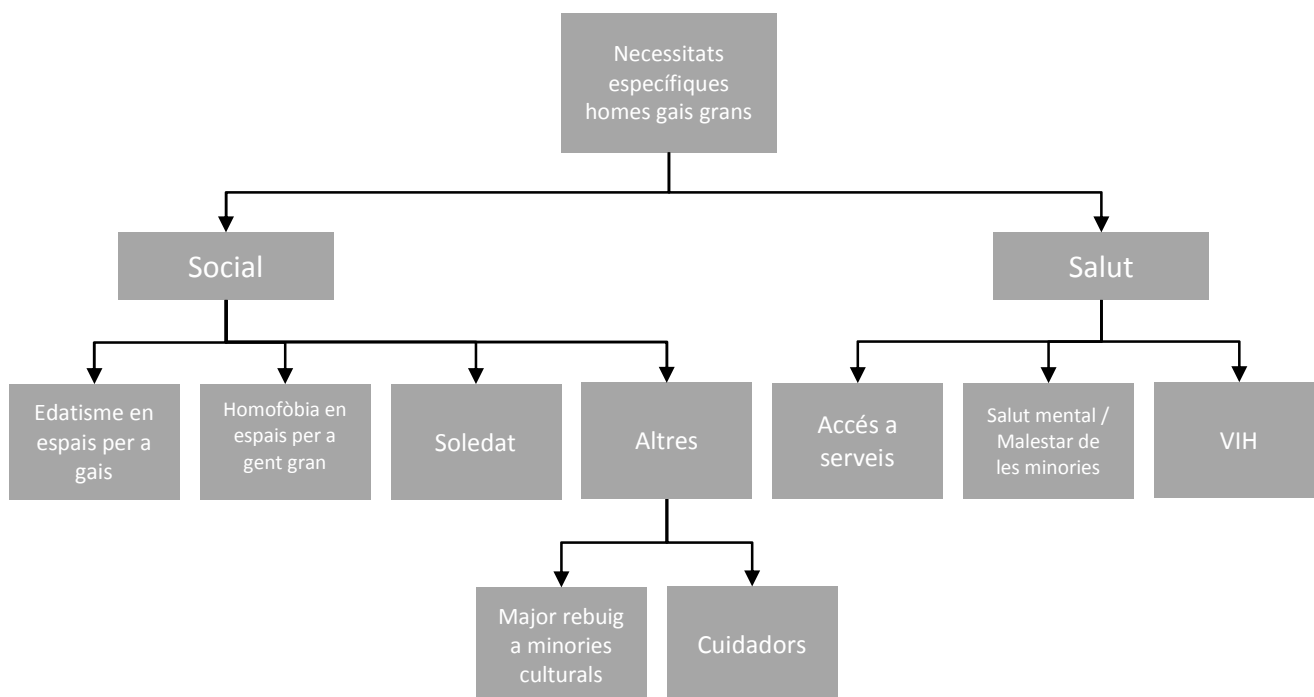 Necessitats
específiques
homes gais grans
Social
Salut
Edatisme en
espais per a
gais
Homofòbia en
espais per a
gent gran
Soledat
Altres
Accés a
serveis
Salut mental /
Malestar de
les minories
VIH
Major rebuig
a minories
culturals
Cuidadors